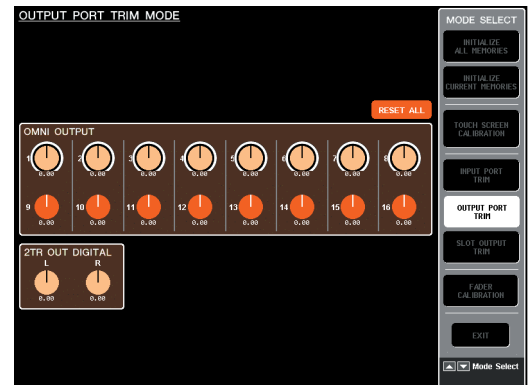 OUTPUT PORT TRIM MODE
RESET ALL
OMNI OUTPUT
1 2 3 4 5 6 7 8
0.00 0.00 0.00 0.00 0.00 0.00 0.00 0.00
9 10 11 12 13 14 15 16
0.00 0.00 0.00 0.00 0.00 0.00 0.00 0.00
2TR OUT DIGITAL
L R
0.00 0.00
MODE SELECT
INITIALIZE
ALL MEMORIES
INITIALIZE
CURRENT MEMORIES
TOUCH SCREEN
CALIBRATION
INPUT PORT
TRIM
OUTPUT PORT
TRIM
SLOT OUTPUT
TRIM
FADER
CALIBRATION
EXIT
Mode Select